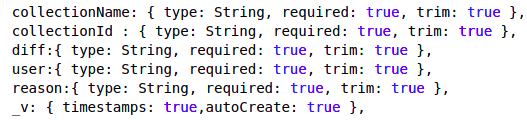 collectionName: { type: String, required: true, trim: true },
collectionId : { type: String, required: true, trim: true },
diff:{ type: String, required: true, trim: true },
user:{ type: String, required: true, trim: true },
reason:{ type: String, required: true, trim: true },
_v: { timestamps: true,autoCreate: true },